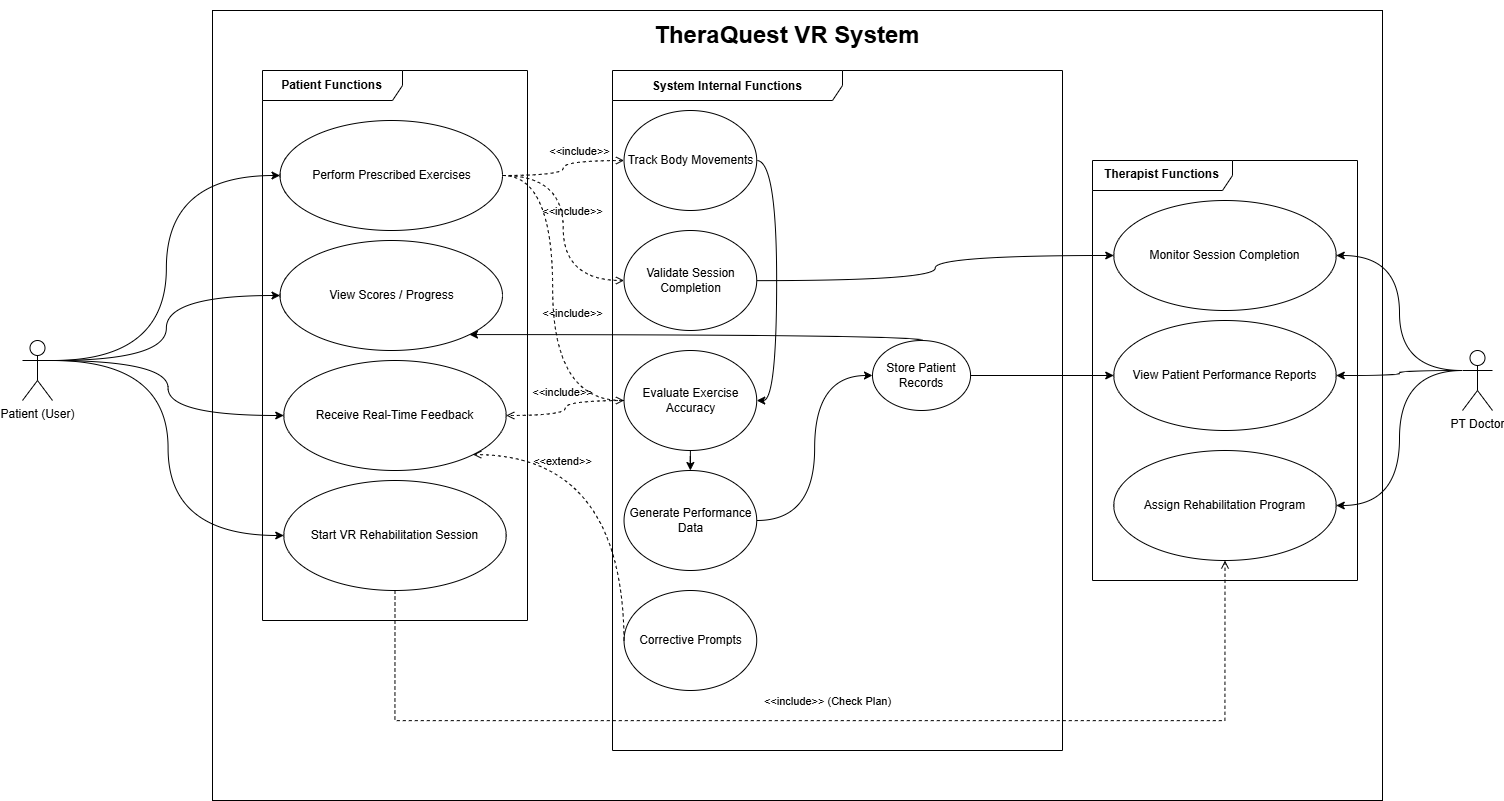 TheraQuest VR System
Patient Functions
System Internal Functions
Therapist Functions
Perform Prescribed Exercises
View Scores / Progress
Receive Real-Time Feedback
Start VR Rehabilitation Session
Patient (User)
<<include>>
<<include>>
<<include>>
<<include>>
<<extend>>
Track Body Movements
Validate Session
Completion
Evaluate Exercise
Accuracy
Generate Performance
Data
Corrective Prompts
Store Patient
Records
<<include>> (Check Plan)
Monitor Session Completion
View Patient Performance Reports
Assign Rehabilitation Program
PT Doctor